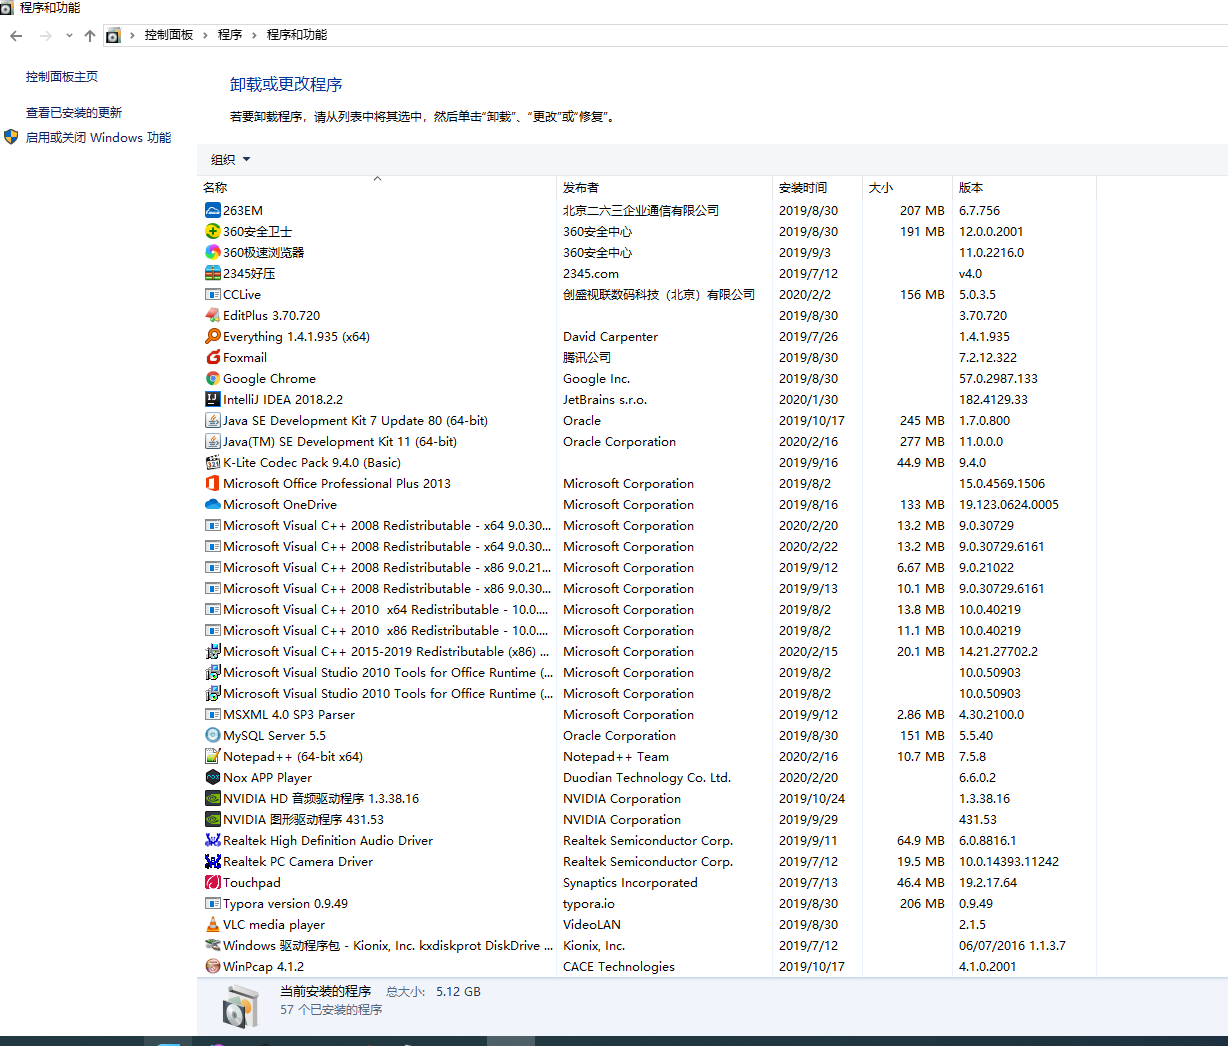 程序和功能
控制面板 › 程序 › 程序和功能
控制面板主页
查看已安装的更新
启用或关闭 Windows 功能
卸载或更改程序
若要卸载程序，请从列表中将其选中，然后单击“卸载”、“更改”或“修复”。
组织
名称 发布者 安装时间 大小 版本
263EM 北京二六三企业通信有限公司 2019/8/30 207 MB 6.7.756
360安全卫士 360安全中心 2019/8/30 191 MB 12.0.0.2001
360极速浏览器 360安全中心 2019/9/3 11.0.2216.0
2345好压 2345.com 2019/7/12 v4.0
CCLive 创盛视联数码科技（北京）有限公司 2020/2/2 156 MB 5.0.3.5
EditPlus 3.70.720 2019/8/30 3.70.720
Everything 1.4.1.935 (x64) David Carpenter 2019/7/26 1.4.1.935
Foxmail 腾讯公司 2019/8/30 7.2.12.322
Google Chrome Google Inc. 2019/8/30 57.0.2987.133
IntelliJ IDEA 2018.2.2 JetBrains s.r.o. 2020/1/30 182.4129.33
Java SE Development Kit 7 Update 80 (64-bit) Oracle 2019/10/17 245 MB 1.7.0.800
Java(TM) SE Development Kit 11 (64-bit) Oracle Corporation 2020/2/16 277 MB 11.0.0.0
K-Lite Codec Pack 9.4.0 (Basic) 2019/9/16 44.9 MB 9.4.0
Microsoft Office Professional Plus 2013 Microsoft Corporation 2019/8/2 15.0.4569.1506
Microsoft OneDrive Microsoft Corporation 2019/8/16 133 MB 19.123.0624.0005
Microsoft Visual C++ 2008 Redistributable - x64 9.0.30... Microsoft Corporation 2020/2/20 13.2 MB 9.0.30729
Microsoft Visual C++ 2008 Redistributable - x64 9.0.30... Microsoft Corporation 2020/2/22 13.2 MB 9.0.30729.6161
Microsoft Visual C++ 2008 Redistributable - x86 9.0.21... Microsoft Corporation 2019/9/12 6.67 MB 9.0.21022
Microsoft Visual C++ 2008 Redistributable - x86 9.0.30... Microsoft Corporation 2019/9/13 10.1 MB 9.0.30729.6161
Microsoft Visual C++ 2010  x64 Redistributable - 10.0.... Microsoft Corporation 2019/8/2 13.8 MB 10.0.40219
Microsoft Visual C++ 2010  x86 Redistributable - 10.0.... Microsoft Corporation 2019/8/2 11.1 MB 10.0.40219
Microsoft Visual C++ 2015-2019 Redistributable (x86) ... Microsoft Corporation 2020/2/15 20.1 MB 14.21.27702.2
Microsoft Visual Studio 2010 Tools for Office Runtime (... Microsoft Corporation 2019/8/2 10.0.50903
Microsoft Visual Studio 2010 Tools for Office Runtime (... Microsoft Corporation 2019/8/2 10.0.50903
MSXML 4.0 SP3 Parser Microsoft Corporation 2019/9/12 2.86 MB 4.30.2100.0
MySQL Server 5.5 Oracle Corporation 2019/8/30 151 MB 5.5.40
Notepad++ (64-bit x64) Notepad++ Team 2020/2/16 10.7 MB 7.5.8
Nox APP Player Duodian Technology Co. Ltd. 2020/2/20 6.6.0.2
NVIDIA HD 音频驱动程序 1.3.38.16 NVIDIA Corporation 2019/10/24 1.3.38.16
NVIDIA 图形驱动程序 431.53 NVIDIA Corporation 2019/9/29 431.53
Realtek High Definition Audio Driver Realtek Semiconductor Corp. 2019/9/11 64.9 MB 6.0.8816.1
Realtek PC Camera Driver Realtek Semiconductor Corp. 2019/7/12 19.5 MB 10.0.14393.11242
Touchpad Synaptics Incorporated 2019/7/13 46.4 MB 19.2.17.64
Typora version 0.9.49 typora.io 2019/8/30 206 MB 0.9.49
VLC media player VideoLAN 2019/8/30 2.1.5
Windows 驱动程序包 - Kionix, Inc. kxdiskprot DiskDrive ... Kionix, Inc. 2019/7/12 06/07/2016 1.1.3.7
WinPcap 4.1.2 CACE Technologies 2019/10/17 4.1.0.2001
当前安装的程序 总大小: 5.12 GB
57 个已安装的程序